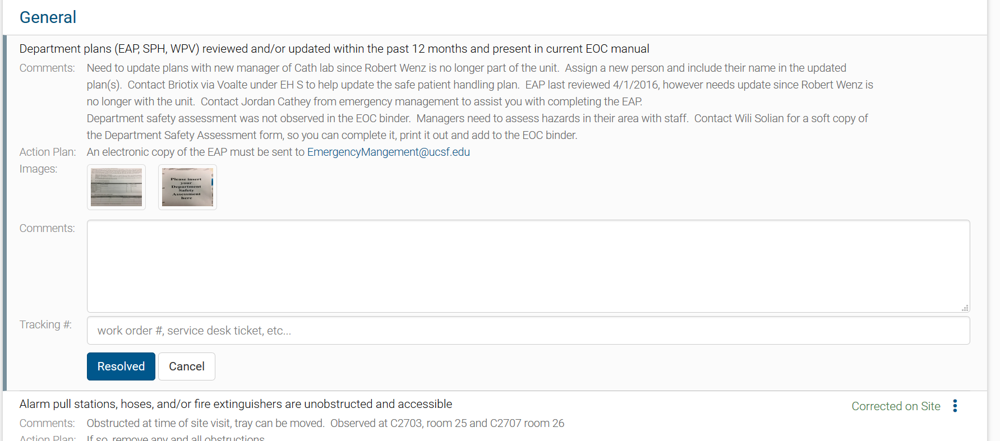 General
Department plans (EAP, SPH, WPV) reviewed and/or updated within the past 12 months and present in current EOC manual
Comments: Need to update plans with new manager of Cath lab since Robert Wenz is no longer part of the unit. Assign a new person and include their name in the updated
plan(s). Contact Briotix via Voalte under EH S to help update the safe patient handling plan. EAP last reviewed 4/1/2016, however needs update since Robert Wenz is
no longer with the unit. Contact Jordan Cathey from emergency management to assist you with completing the EAP.
Department safety assessment was not observed in the EOC binder. Managers need to assess hazards in their area with staff. Contact Wili Solian for a soft copy of
the Department Safety Assessment form, so you can complete it, print it out and add to the EOC binder.
Action Plan: An electronic copy of the EAP must be sent to EmergencyMangement@ucsf.edu
Images:
Please insert
your
Department
Safety
Assessment
here
Comments:
Tracking #: work order #, service desk ticket, etc...
Resolved Cancel
Alarm pull stations, hoses, and/or fire extinguishers are unobstructed and accessible
Corrected on Site
Comments: Obstructed at time of site visit, tray can be moved. Observed at C2703, room 25 and C2707 room 26
Action Plan: If so, remove any and all obstructions